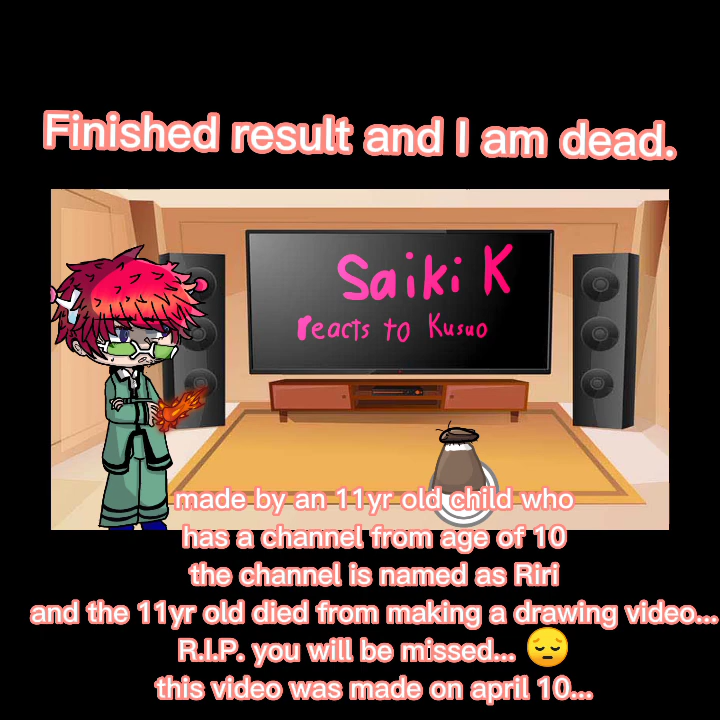 Finished result and I am dead.
Saiki K
reacts to Kusuo
made by an 11yr old child who
has a channel from age of 10
the channel is named as Riri
and the 11yr old died from making a drawing video...
R.I.P. you will be missed... 😔
this video was made on april 10...